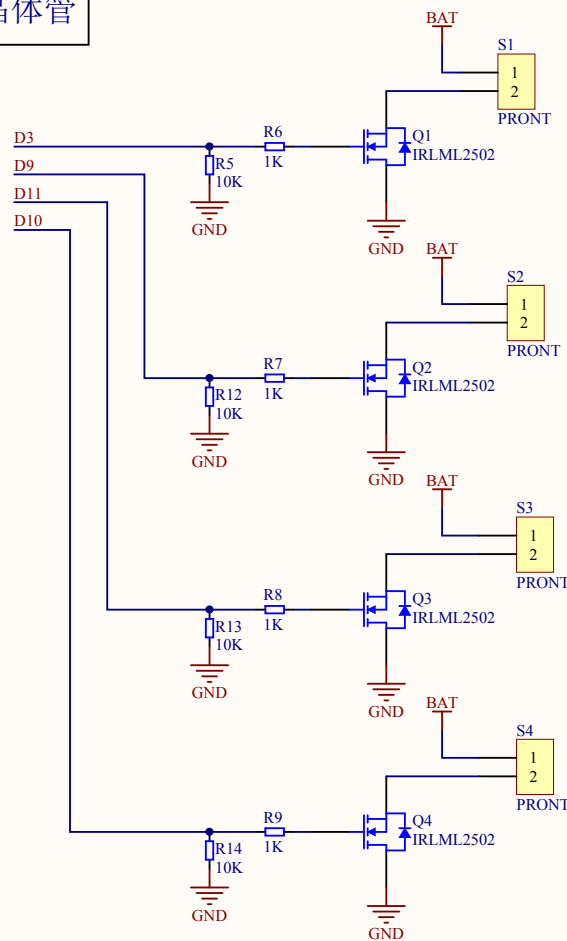 晶体管
BAT
S1
1
2
PRONT
D3
R6
1K
Q1
IRLML2502
R5
10K
GND
GND
D9
D11
D10
BAT
S2
1
2
PRONT
R7
1K
Q2
IRLML2502
R12
10K
GND
GND
BAT
S3
1
2
PRONT
R8
1K
Q3
IRLML2502
R13
10K
GND
GND
BAT
S4
1
2
PRONT
R9
1K
Q4
IRLML2502
R14
10K
GND
GND